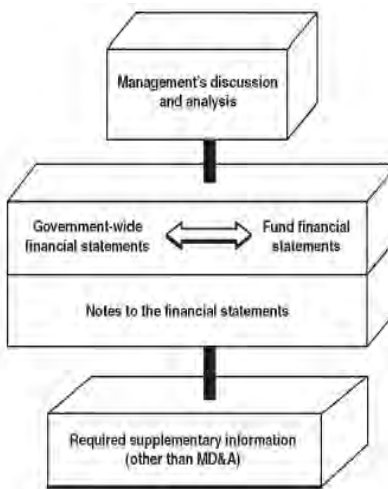 Management's discussion
and analysis
Government-wide
financial statements
Fund financial
statements
Notes to the financial statements
Required supplementary information
(other than MD&A)